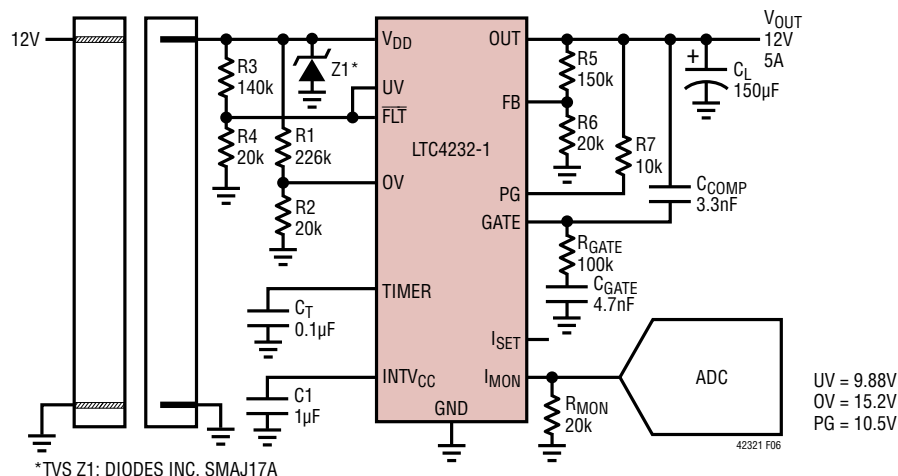 12V
R3
140k
R4
20k
R1
226k
R2
20k
Z1*
CT
0.1µF
C1
1µF
VDD
UV
FLT
OV
TIMER
INTVCC
LTC4232-1
GND
OUT
FB
PG
GATE
ISET
IMON
R5
150k
R6
20k
R7
10k
+
CL
150µF
VOUT
12V
5A
CCOMP
3.3nF
RGATE
100k
CGATE
4.7nF
RMON
20k
ADC
UV = 9.88V
OV = 15.2V
PG = 10.5V
42321 F06
*TVS Z1: DIODES INC. SMAJ17A